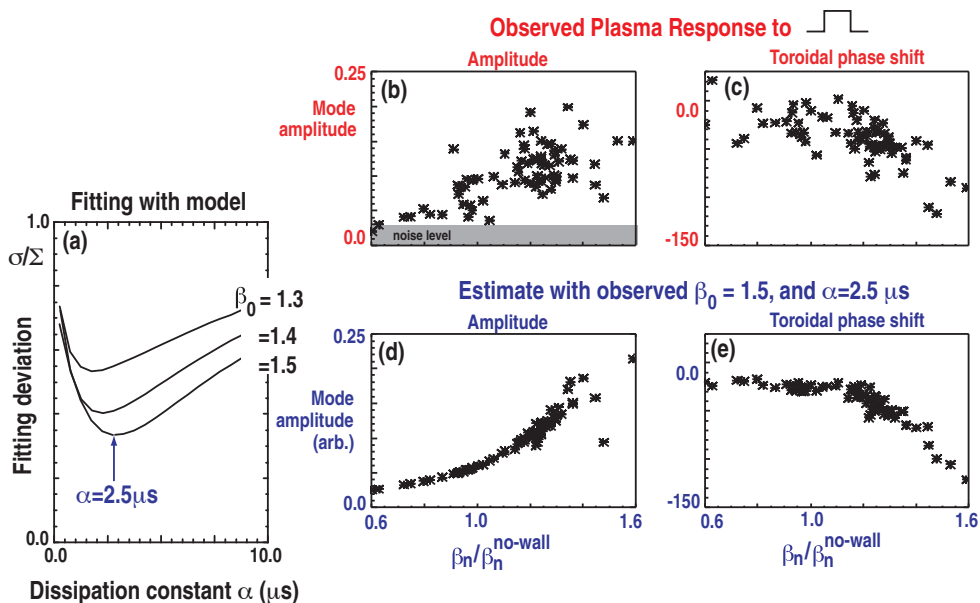 Observed Plasma Response to
Amplitude
Toroidal phase shift
0.25
(b)
Mode
amplitude
0.0
noise level
(c)
0.0
-150
Fitting with model
1.0
(a)
σ/Σ
β0 = 1.3
=1.4
=1.5
Fitting deviation
α=2.5μs
0.0
0.0
10.0
Dissipation constant α (μs)
Estimate with observed β0 = 1.5, and α=2.5 μs
Amplitude
Toroidal phase shift
0.25
(d)
Mode
amplitude
(arb.)
0.0
0.6
1.0
1.6
βn/βn no-wall
(e)
0.0
-150
0.6
1.0
1.6
βn/βn no-wall